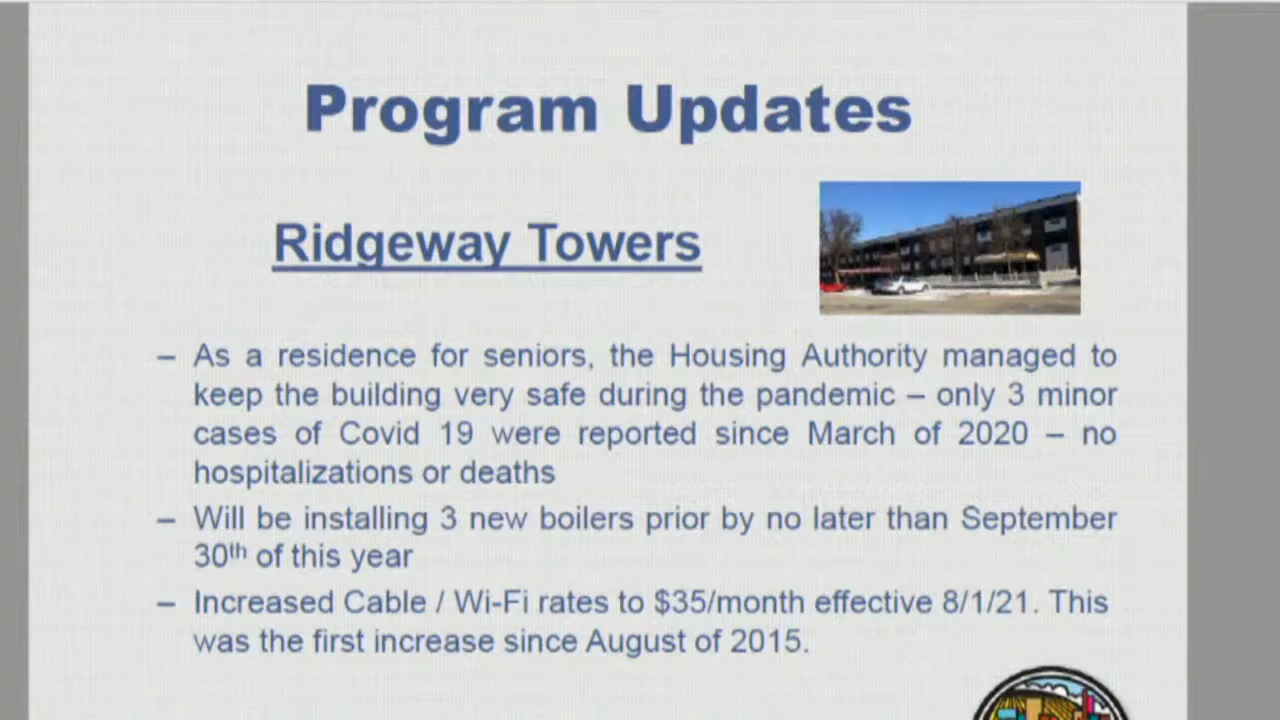 Program Updates
Ridgeway Towers
– As a residence for seniors, the Housing Authority managed to
keep the building very safe during the pandemic – only 3 minor
cases of Covid 19 were reported since March of 2020 – no
hospitalizations or deaths
– Will be installing 3 new boilers prior by no later than September
30th of this year
– Increased Cable / Wi-Fi rates to $35/month effective 8/1/21. This
was the first increase since August of 2015.